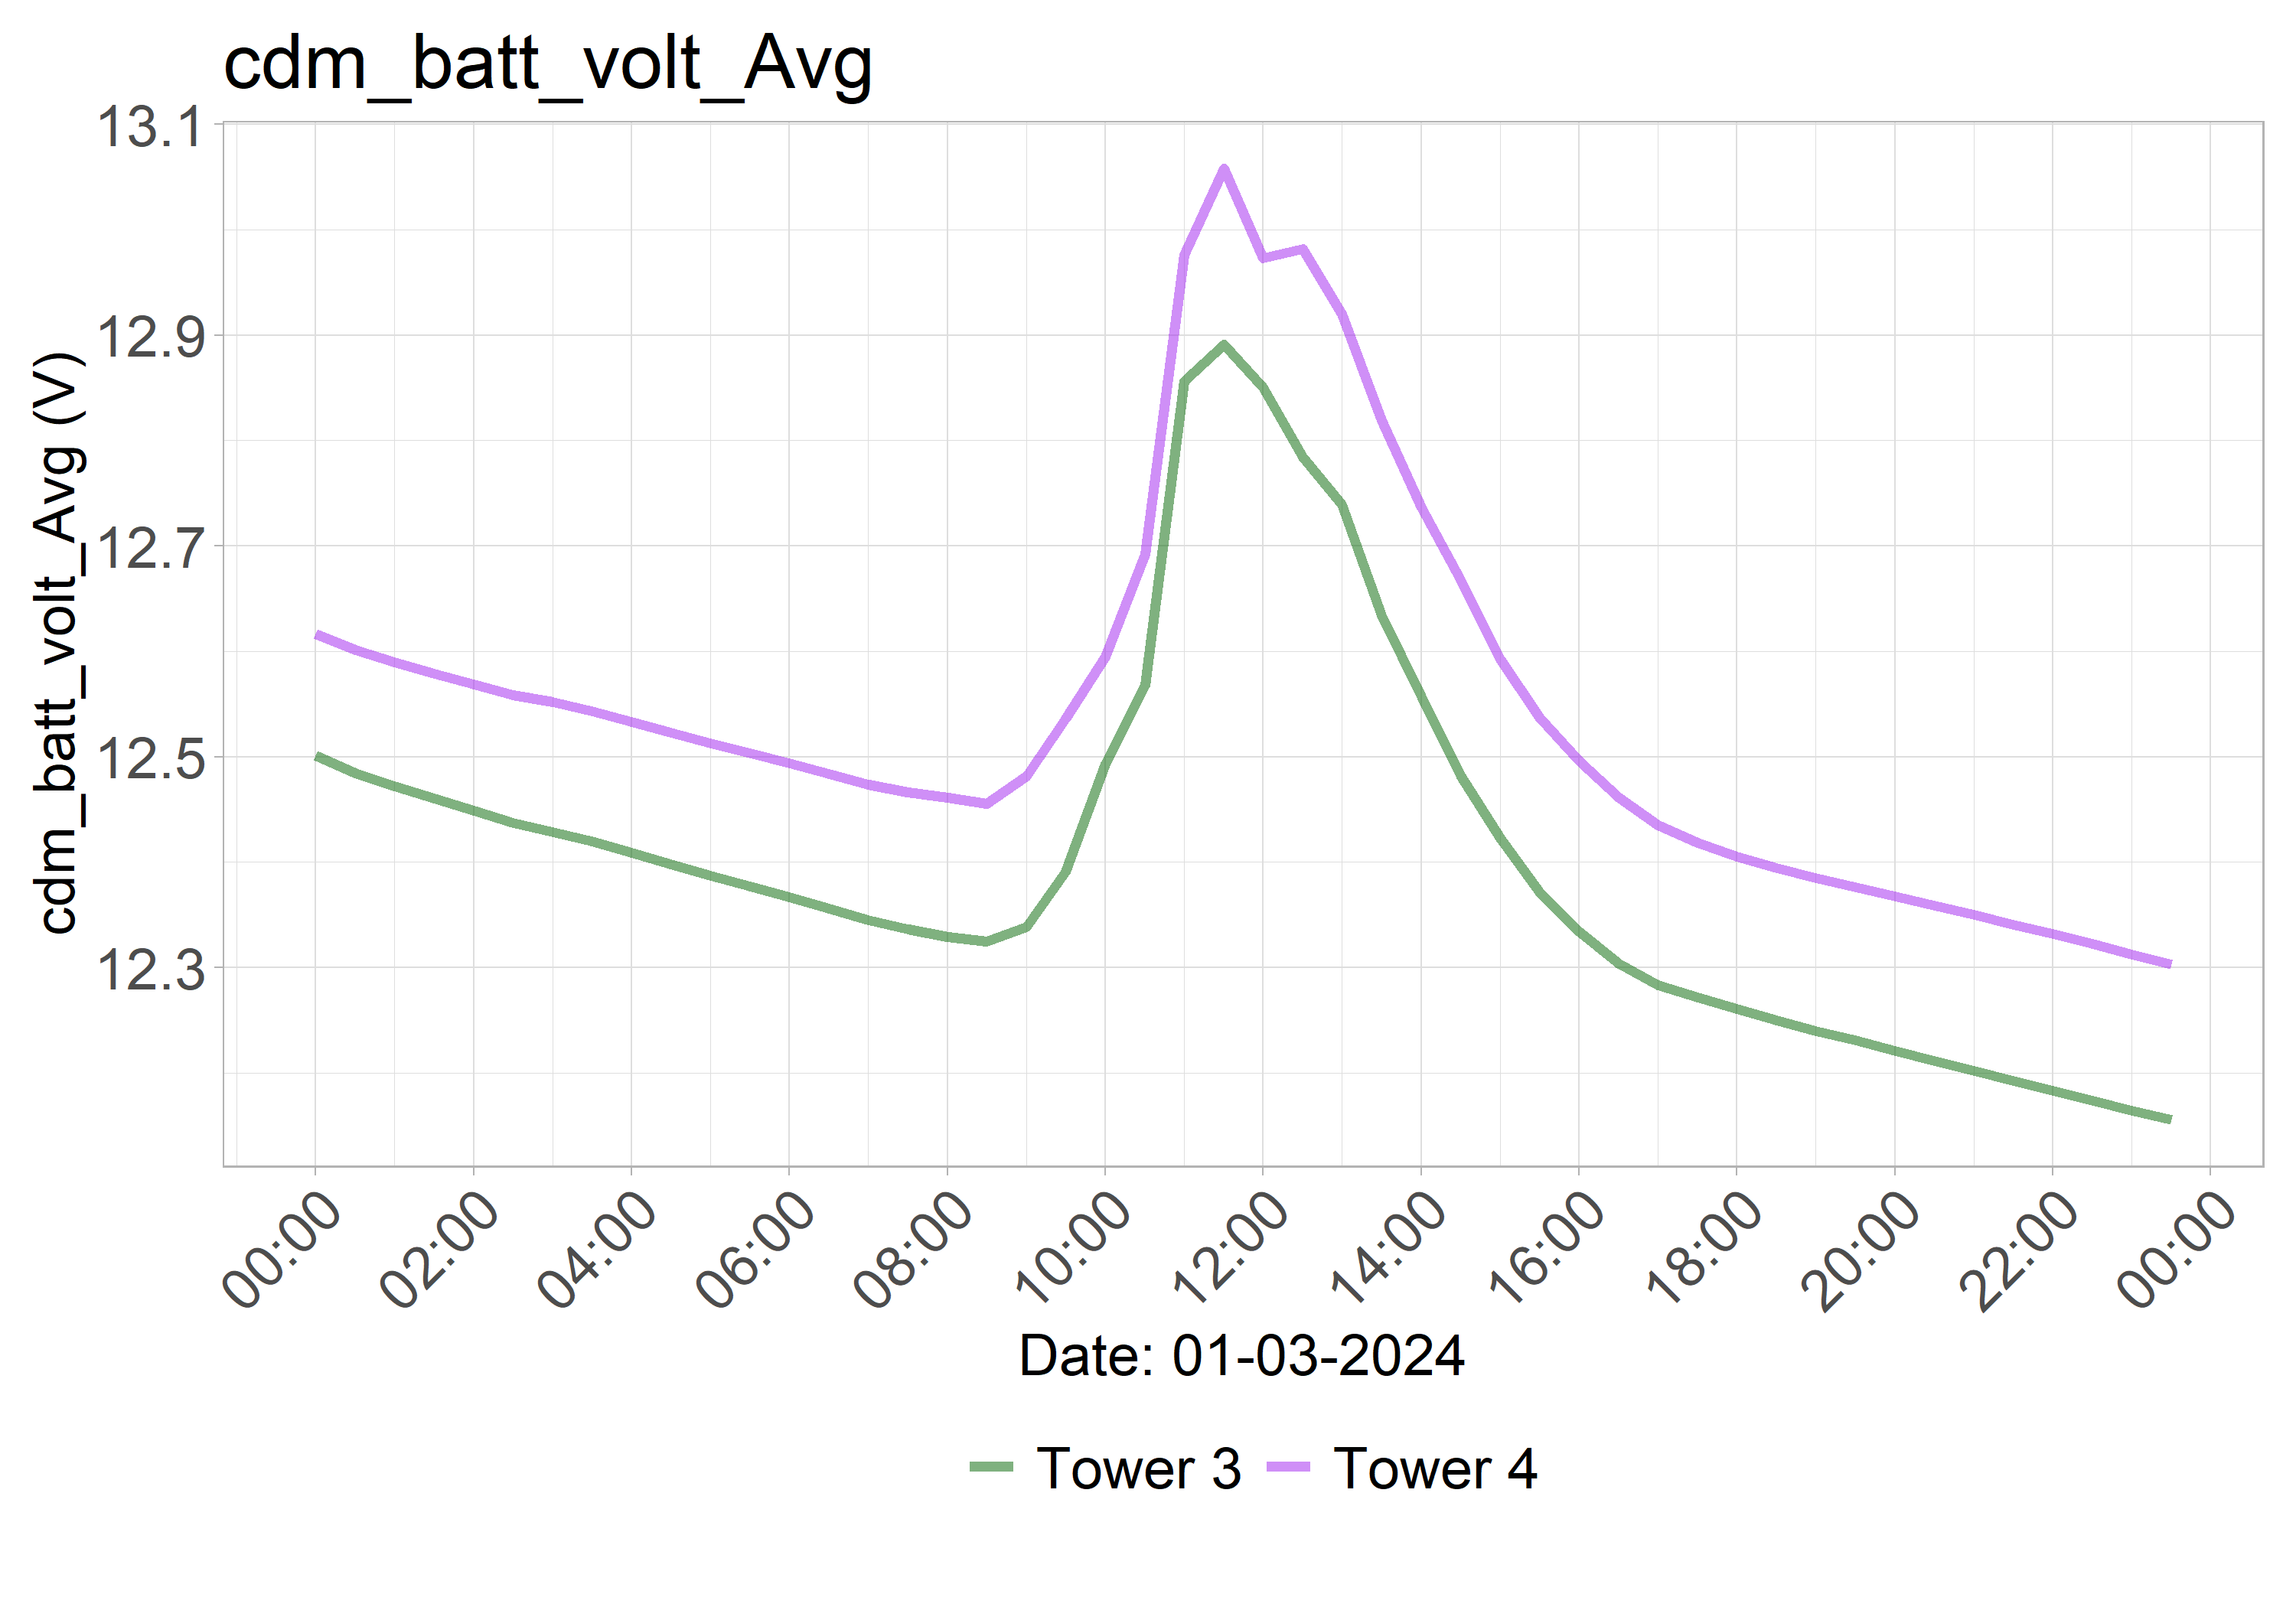 cdm_batt_volt_Avg
cdm_batt_volt_Avg (V)
13.1
12.9
12.7
12.5
12.3
00:00 02:00 04:00 06:00 08:00 10:00 12:00 14:00 16:00 18:00 20:00 22:00 00:00
Date: 01-03-2024
Tower 3 Tower 4